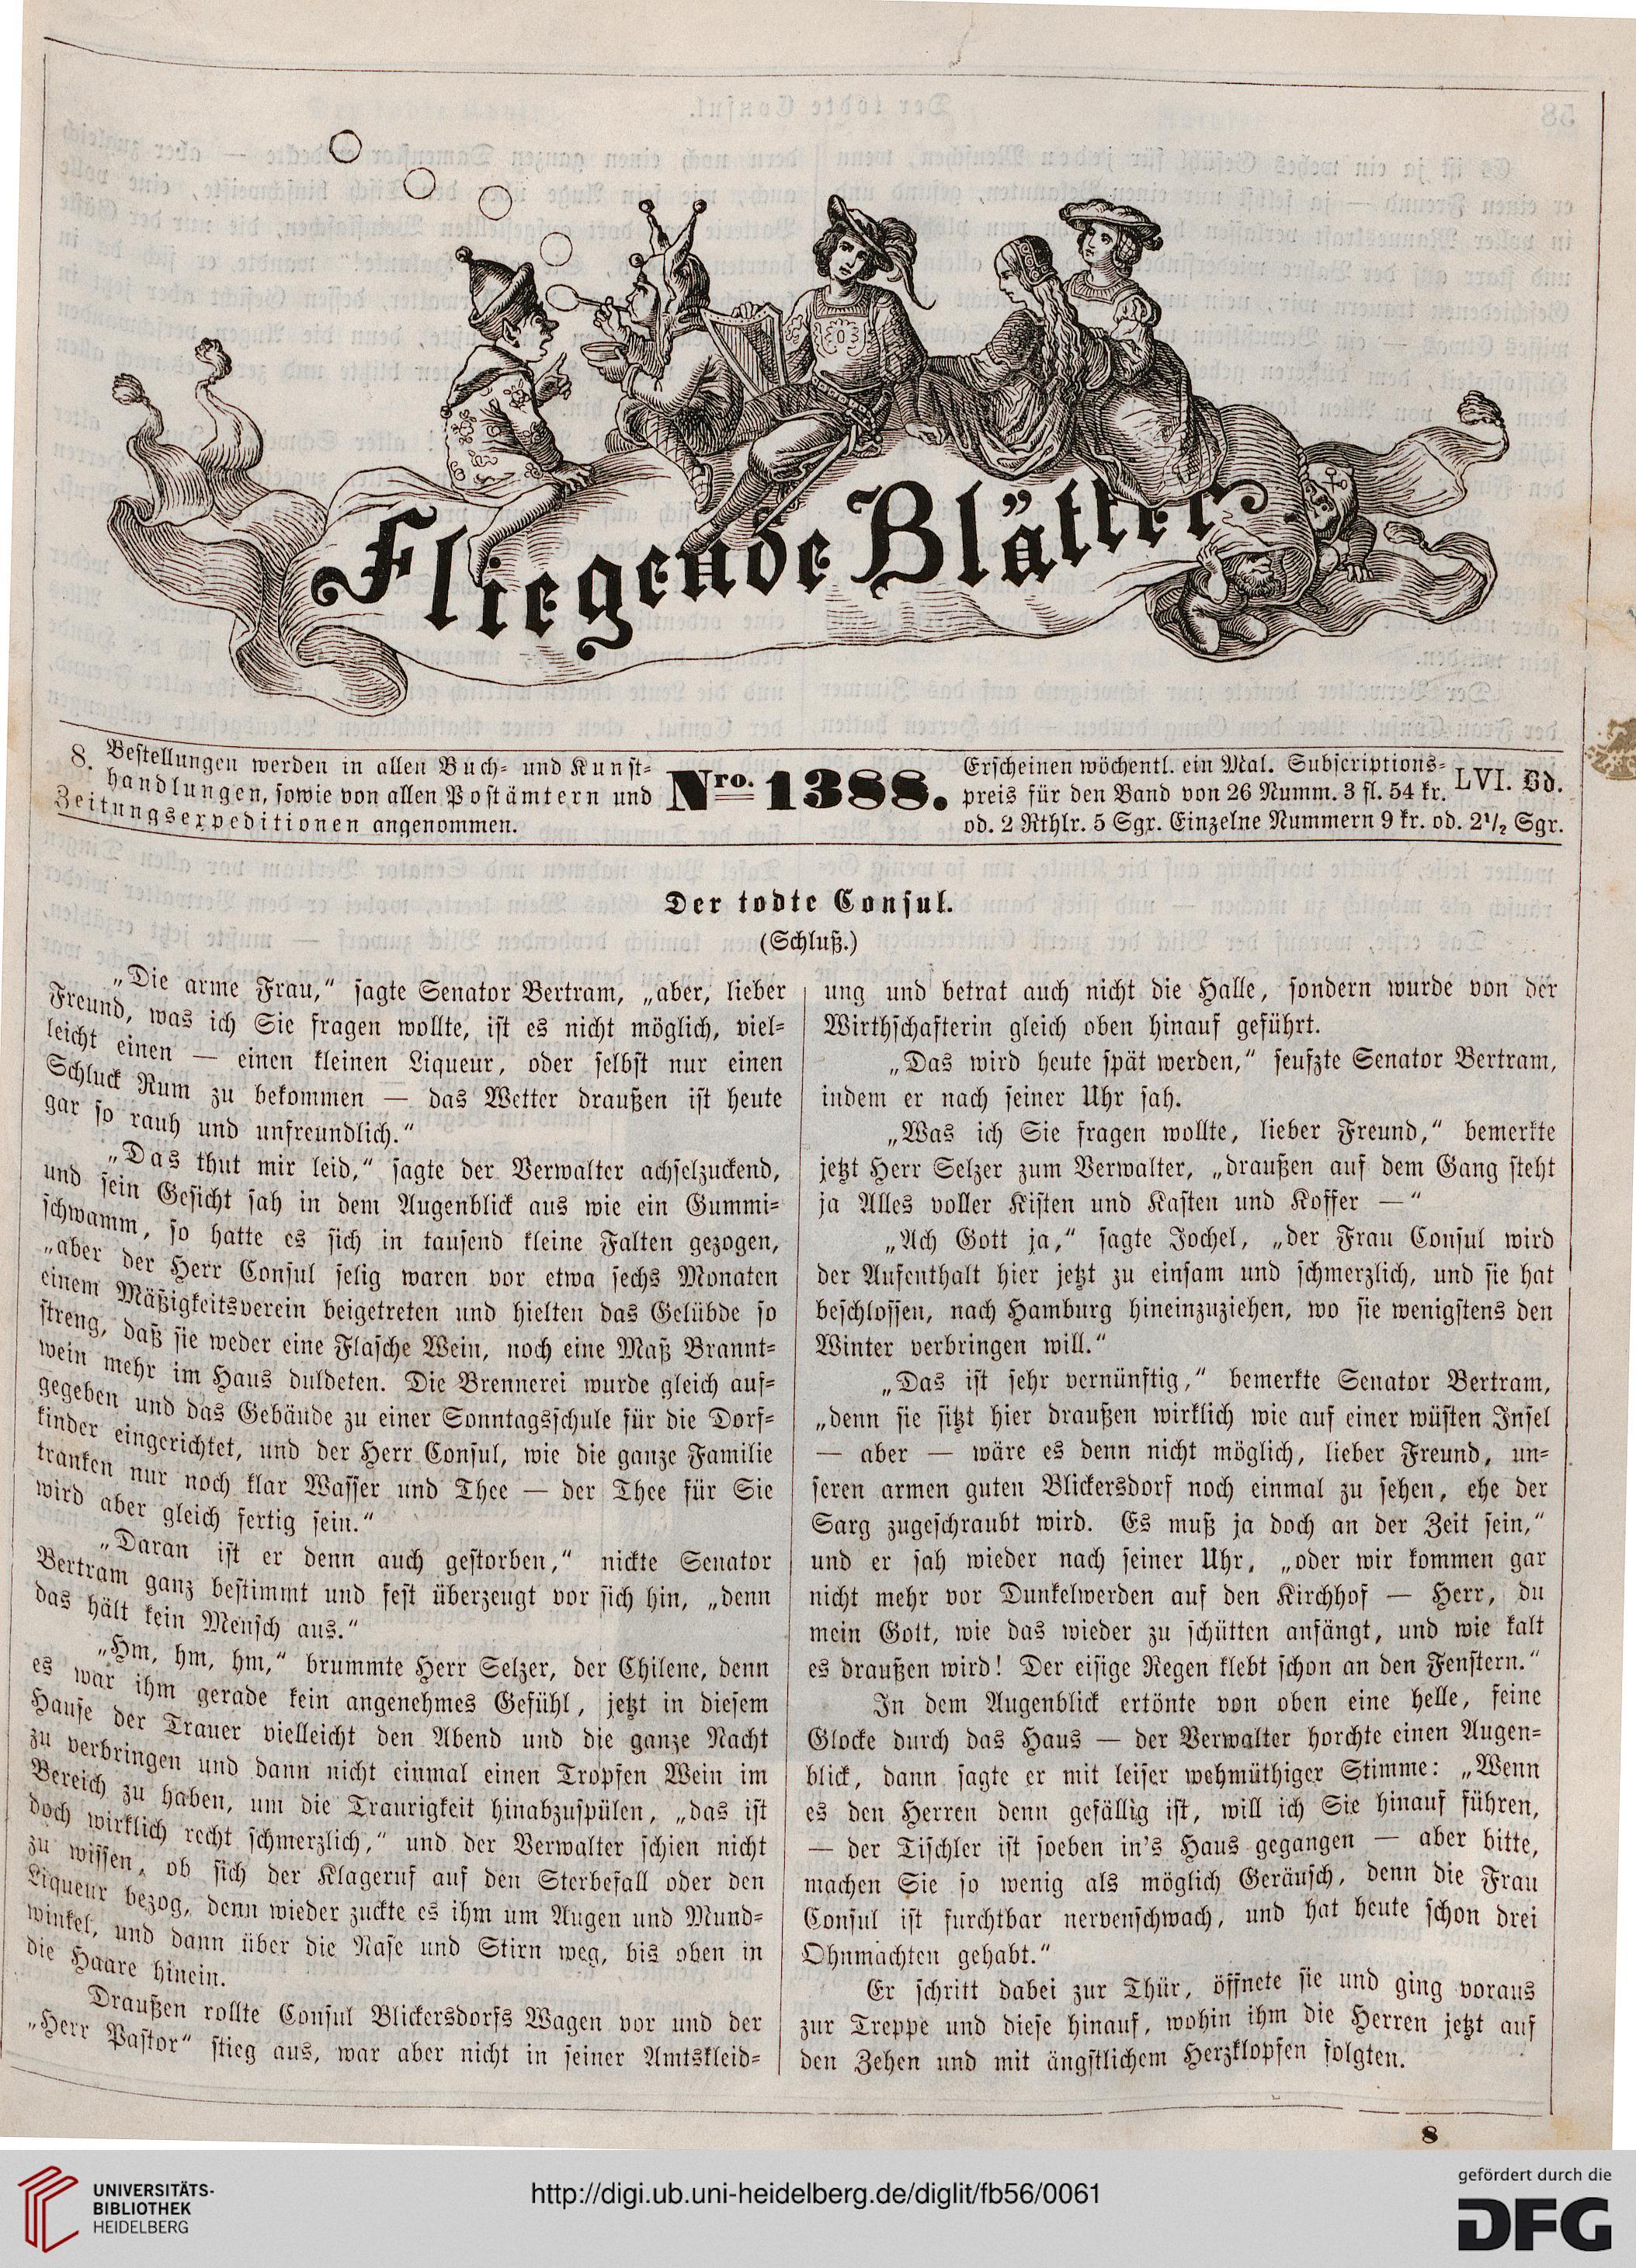 Fliegende Blätter.
8. Bestellungen werden in allen Buch- und Kunst-
handlungen, sowie von allen Postämtern und
Zeitungsexpeditionen angenommen.
Nro. 1388.
Erscheinen wöchentl. ein Mal. Subscriptions-
preis für den Band von 26 Numm. 3 fl. 54 kr.
od. 2 Rthlr. 5 Sgr. Einzelne Nummern 9 kr. od. 2½ Sgr.
LVI. Bd.
Der todte Consul.
(Schluß.)
„Die arme Frau,“ sagte Senator Bertram, „aber, lieber
Freund, was ich Sie fragen wollte, ist es nicht möglich, viel-
leicht einen — einen kleinen Liqueur, oder selbst nur einen
Schluck Rum zu bekommen — das Wetter draußen ist heute
gar so rauh und unfreundlich.“
„Das thut mir leid,“ sagte der Verwalter achselzuckend,
und sein Gesicht sah in dem Augenblick aus wie ein Gummi-
schwamm, so hatte es sich in tausend kleine Falten gezogen,
„aber der Herr Consul selig waren vor etwa sechs Monaten
einem Mäßigkeitsverein beigetreten und hielten das Gelübde so
streng, daß sie weder eine Flasche Wein, noch eine Maß Brannt-
wein mehr im Haus duldeten. Die Brennerei wurde gleich auf-
gegeben und das Gebäude zu einer Sonntagsschule für die Dorf-
kinder eingerichtet, und der Herr Consul, wie die ganze Familie
tranken nur noch klar Wasser und Thee — der Thee für Sie
wird aber gleich fertig sein.“
„Daran ist er denn auch gestorben,“ nickte Senator
Bertram ganz bestimmt und fest überzeugt vor sich hin, „denn
das hält kein Mensch aus.“
„Hm, hm, hm,“ brummte Herr Selzer, der Chilene, denn
es war ihm gerade kein angenehmes Gefühl, jetzt in diesem
Hause der Trauer vielleicht den Abend und die ganze Nacht
zu verbringen und dann nicht einmal einen Tropfen Wein im
Bereich zu haben, um die Traurigkeit hinabzuspülen, „das ist
doch wirklich recht schmerzlich,“ und der Verwalter schien nicht
zu wissen, ob sich der Klageruf auf den Sterbefall oder den
Liqueur bezog, denn wieder zuckte es ihm um Augen und Mund-
winkel, und dann über die Nase und Stirn weg, bis oben in
die Haare hinein.
Draußen rollte Consul Blickersdorfs Wagen vor und der
„Herr Pastor“ stieg aus, war aber nicht in seiner Amtskleid-
ung und betrat auch nicht die Halle, sondern wurde von der
Wirthschafterin gleich oben hinauf geführt.
„Das wird heute spät werden,“ seufzte Senator Bertram,
indem er nach seiner Uhr sah.
„Was ich Sie fragen wollte, lieber Freund,“ bemerkte
jetzt Herr Selzer zum Verwalter, „draußen auf dem Gang steht
ja Alles voller Kisten und Kasten und Koffer —“
„Ach Gott ja,“ sagte Jochel, „der Frau Consul wird
der Aufenthalt hier jetzt zu einsam und schmerzlich, und sie hat
beschlossen, nach Hamburg hineinzuziehen, wo sie wenigstens den
Winter verbringen will.“
„Das ist sehr vernünftig,“ bemerkte Senator Bertram,
„denn sie sitzt hier draußen wirklich wie auf einer wüsten Insel
— aber — wäre es denn nicht möglich, lieber Freund, un-
seren armen guten Blickersdorf noch einmal zu sehen, ehe der
Sarg zugeschraubt wird. Es muß ja doch an der Zeit sein,“
und er sah wieder nach seiner Uhr, „oder wir kommen gar
nicht mehr vor Dunkelwerden auf den Kirchhof — Herr, du
mein Gott, wie das wieder zu schütten anfängt, und wie kalt
es draußen wird! Der eisige Regen klebt schon an den Fenstern.“
In dem Augenblick ertönte von oben eine helle, feine
Glocke durch das Haus — der Verwalter horchte einen Augen-
blick, dann sagte er mit leiser wehmüthiger Stimme: „Wenn
es den Herren denn gefällig ist, will ich Sie hinauf führen,
— der Tischler ist soeben in's Haus gegangen — aber bitte,
machen Sie so wenig als möglich Geräusch, denn die Frau
Consul ist furchtbar nervenschwach, und hat heute schon drei
Ohnmachten gehabt.“
Er schritt dabei zur Thür, öffnete sie und ging voraus
zur Treppe und diese hinauf, wohin ihm die Herren jetzt auf
den Zehen und mit ängstlichem Herzklopfen folgten.
8
UNIVERSITÄTS-
BIBLIOTHEK
HEIDELBERG
http://digi.ub.uni-heidelberg.de/diglit/fb56/0061
gefördert durch die
DFG